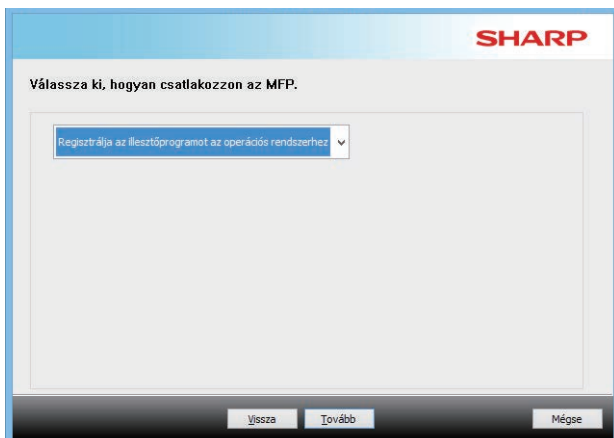 SHARP
Válassza ki, hogyan csatlakozzon az MFP.
Regisztrálja az illesztőprogramot az operációs rendszerhez
Vissza Tovább Mégse